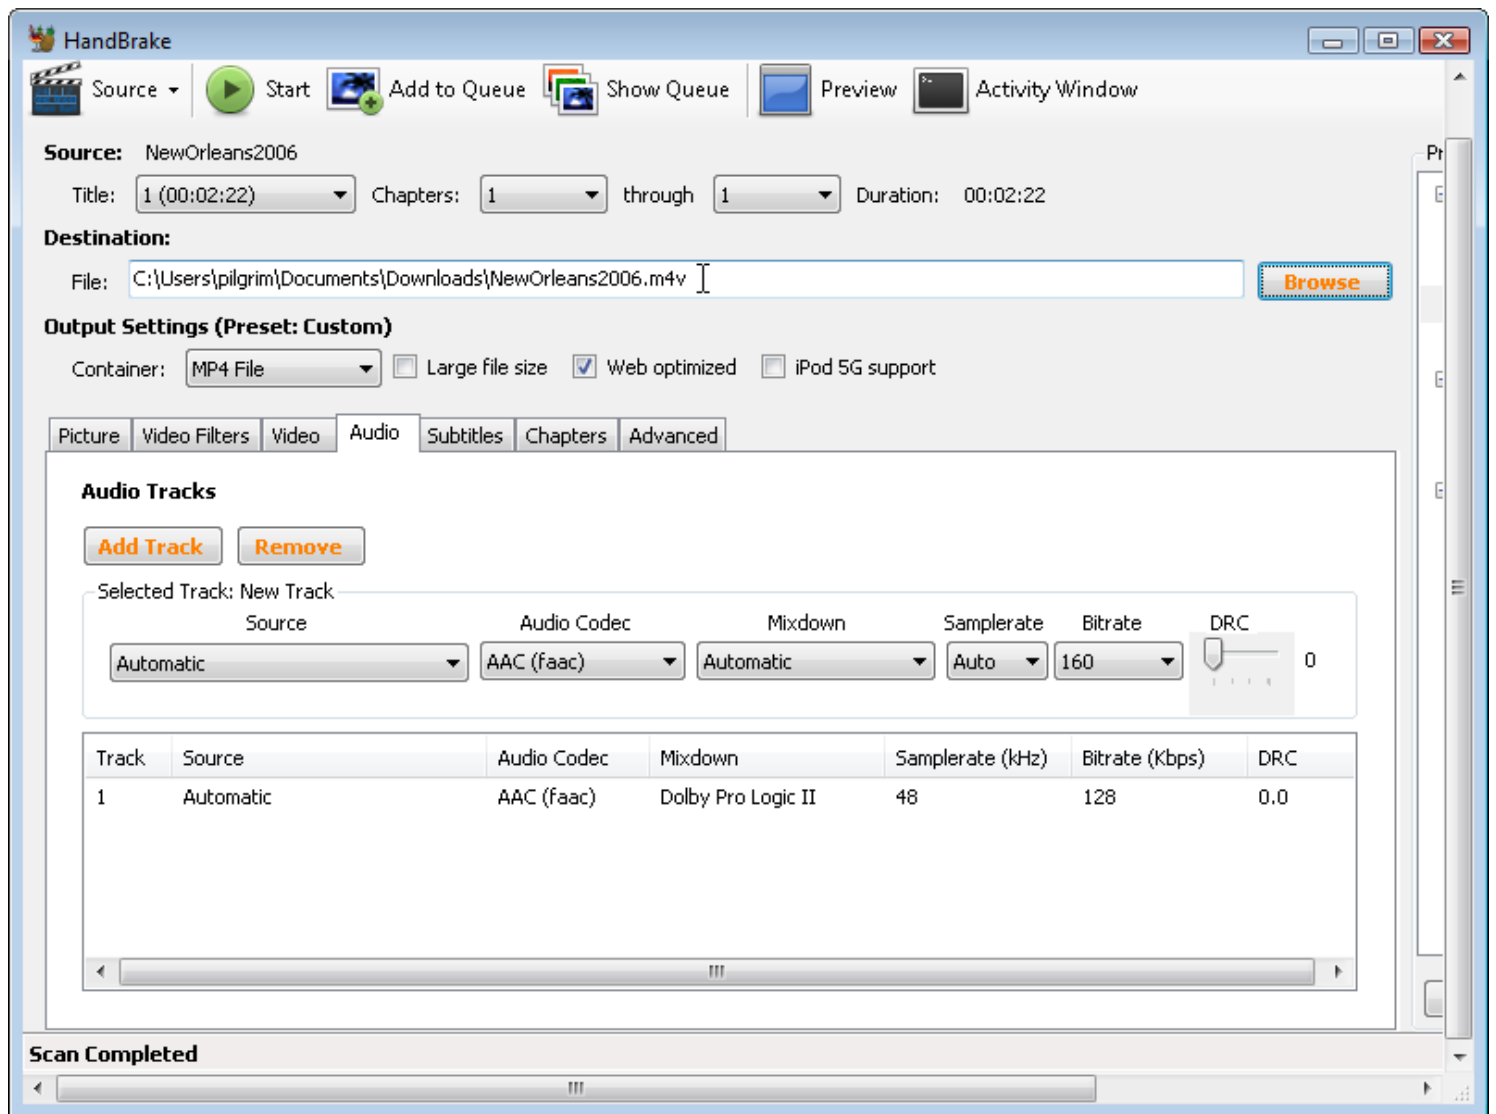 HandBrake
Source Start Add to Queue Show Queue Preview Activity Window
Source: NewOrleans2006
Title: 1 (00:02:22) Chapters: 1 through 1 Duration: 00:02:22
Destination:
File: C:\Users\pilgrim\Documents\Downloads\NewOrleans2006.m4v Browse
Output Settings (Preset: Custom)
Container: MP4 File Large file size Web optimized iPod 5G support
Picture Video Filters Video Audio Subtitles Chapters Advanced
Audio Tracks
Add Track Remove
Selected Track: New Track
Source Audio Codec Mixdown Samplerate Bitrate DRC
Automatic AAC (faac) Automatic Auto 160 0
Track Source Audio Codec Mixdown Samplerate (kHz) Bitrate (Kbps) DRC
1 Automatic AAC (faac) Dolby Pro Logic II 48 128 0.0
Scan Completed